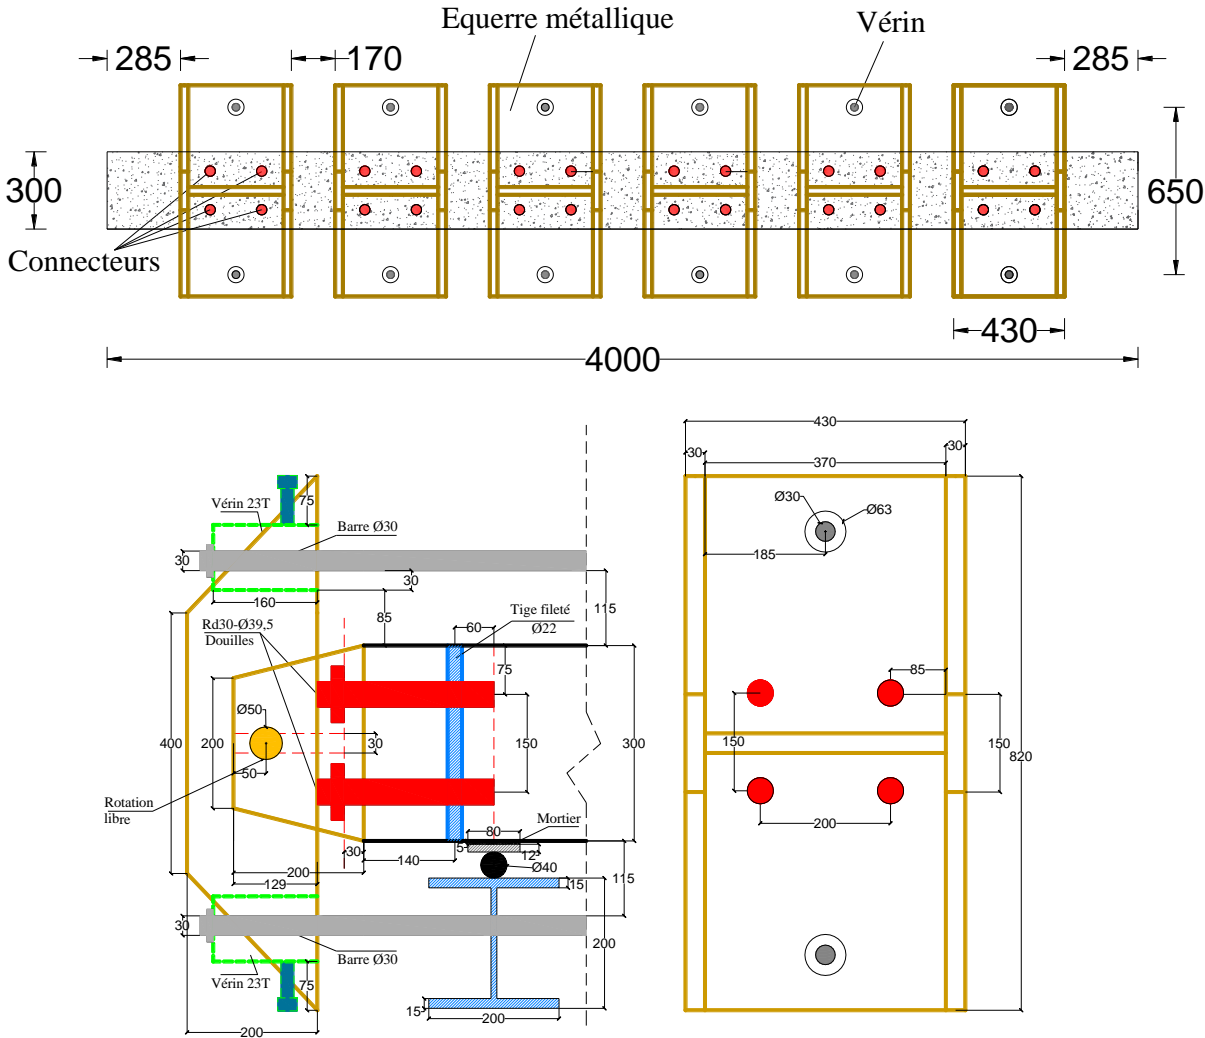 Equerre métallique
Vérin
285
170
285
300
650
Connecteurs
430
4000
430
30
30
370
75
Vérin 23T
Barre Ø30
Ø30
Ø63
30
185
30
160
85
115
Rd30-Ø39,5
Douilles
60
Tige fileté
Ø22
75
85
Ø50
400
200
30
150
300
150
150
820
50
Rotation
libre
200
80
Mortier
5
12
30
140
Ø40
200
129
15
115
30
200
Barre Ø30
Vérin 23T
75
15
200
200